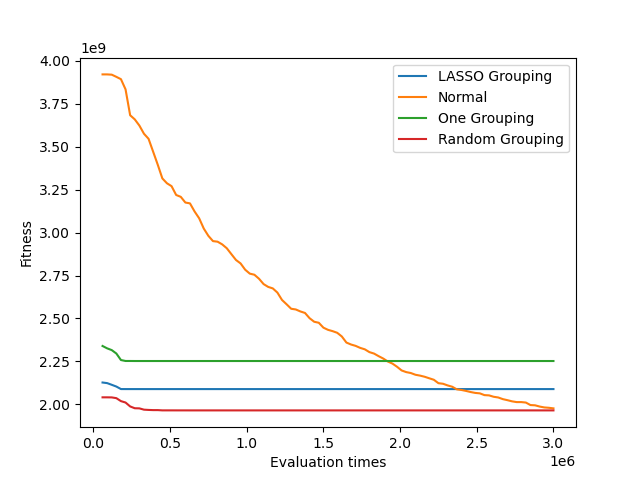 1e9
4.00
3.75
3.50
3.25
3.00
2.75
2.50
2.25
2.00
Fitness
LASSO Grouping
Normal
One Grouping
Random Grouping
0.0 0.5 1.0 1.5 2.0 2.5 3.0
Evaluation times
1e6